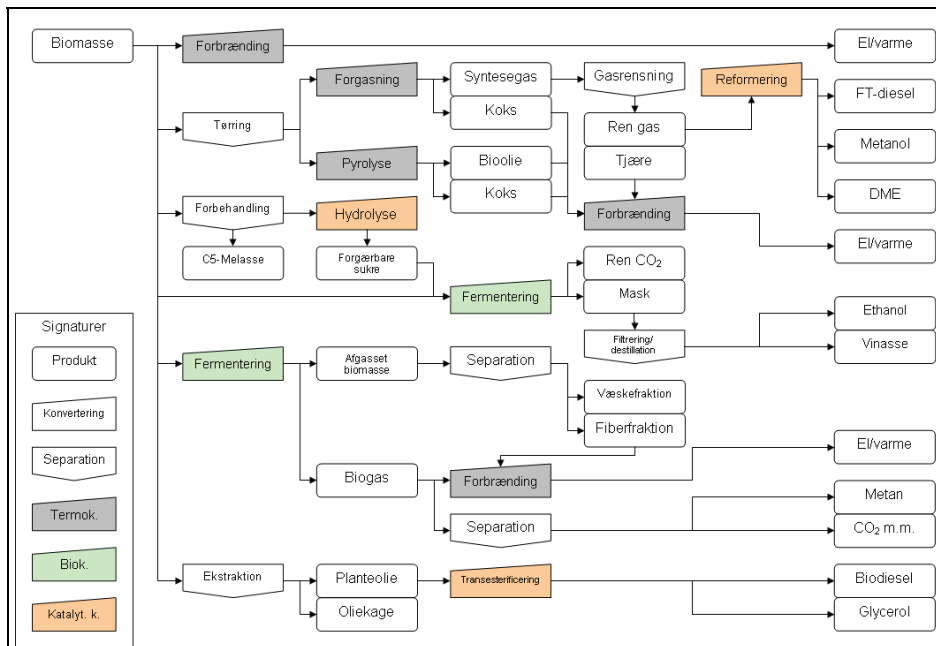 Biomasse
Forbrænding
El/varme
Forgasning
Syntesegas
Gasrensning
Reformering
FT-diesel
Koks
Tørring
Ren gas
Metanol
Pyrolyse
Bioolie
Tjære
Koks
DME
Forbehandling
Hydrolyse
Forbrænding
El/varme
C5-Melasse
Forgærbare
sukre
Ren CO₂
Fermentering
Mask
Ethanol
Filtrering/
destillation
Vinasse
Signaturer
Produkt
Konvertering
Separation
Termok.
Biok.
Katalyt. k.
Fermentering
Afgasset
biomasse
Separation
Væskefraktion
Fiberfraktion
El/varme
Biogas
Forbrænding
Metan
Separation
CO₂ m.m.
Ekstraktion
Planteolie
Transesterificering
Biodiesel
Oliekage
Glycerol